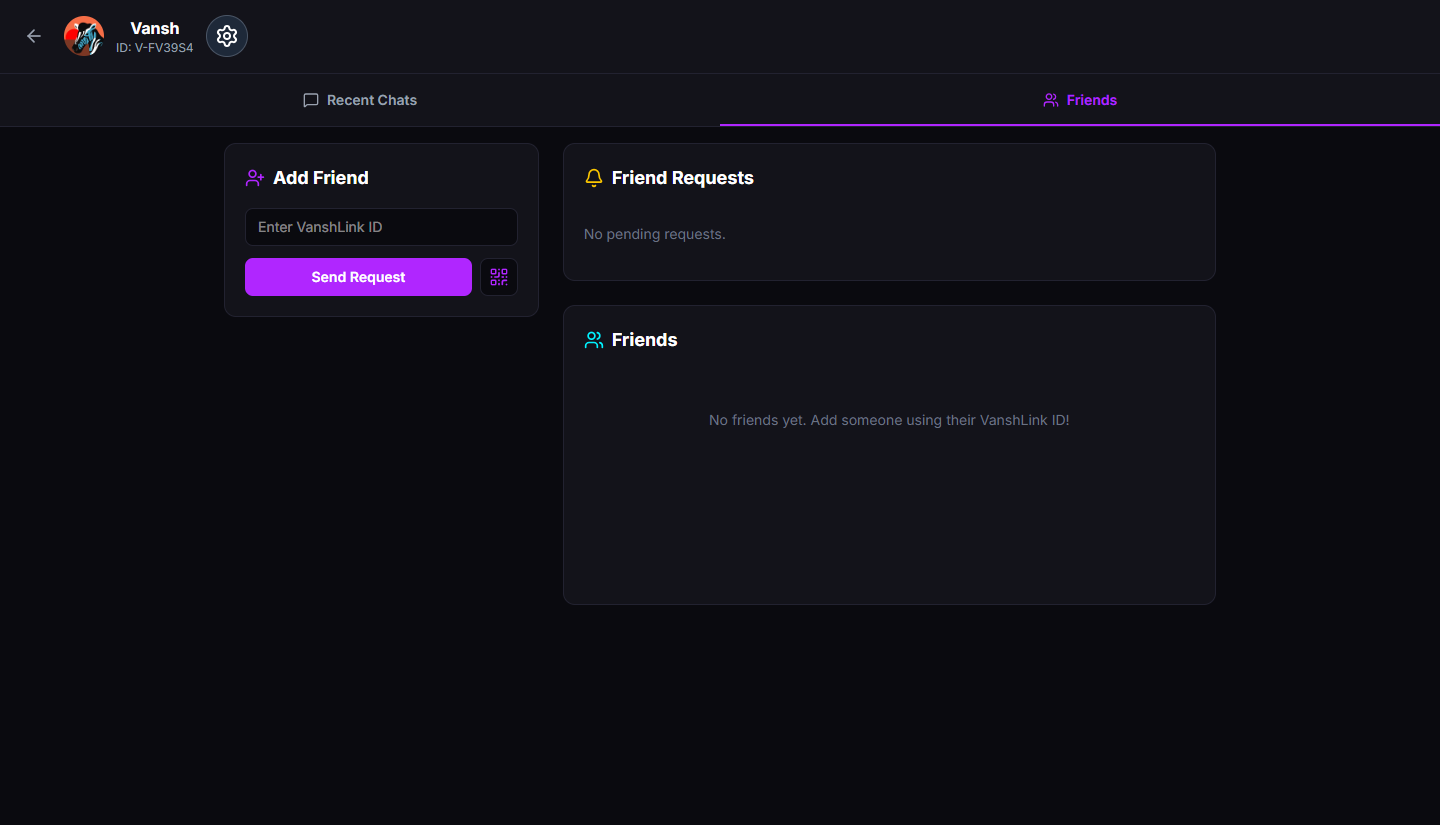 Vansh
ID: V-FV39S4
Recent Chats
Friends
Add Friend
Enter VanshLink ID
Send Request
Friend Requests
No pending requests.
Friends
No friends yet. Add someone using their VanshLink ID!